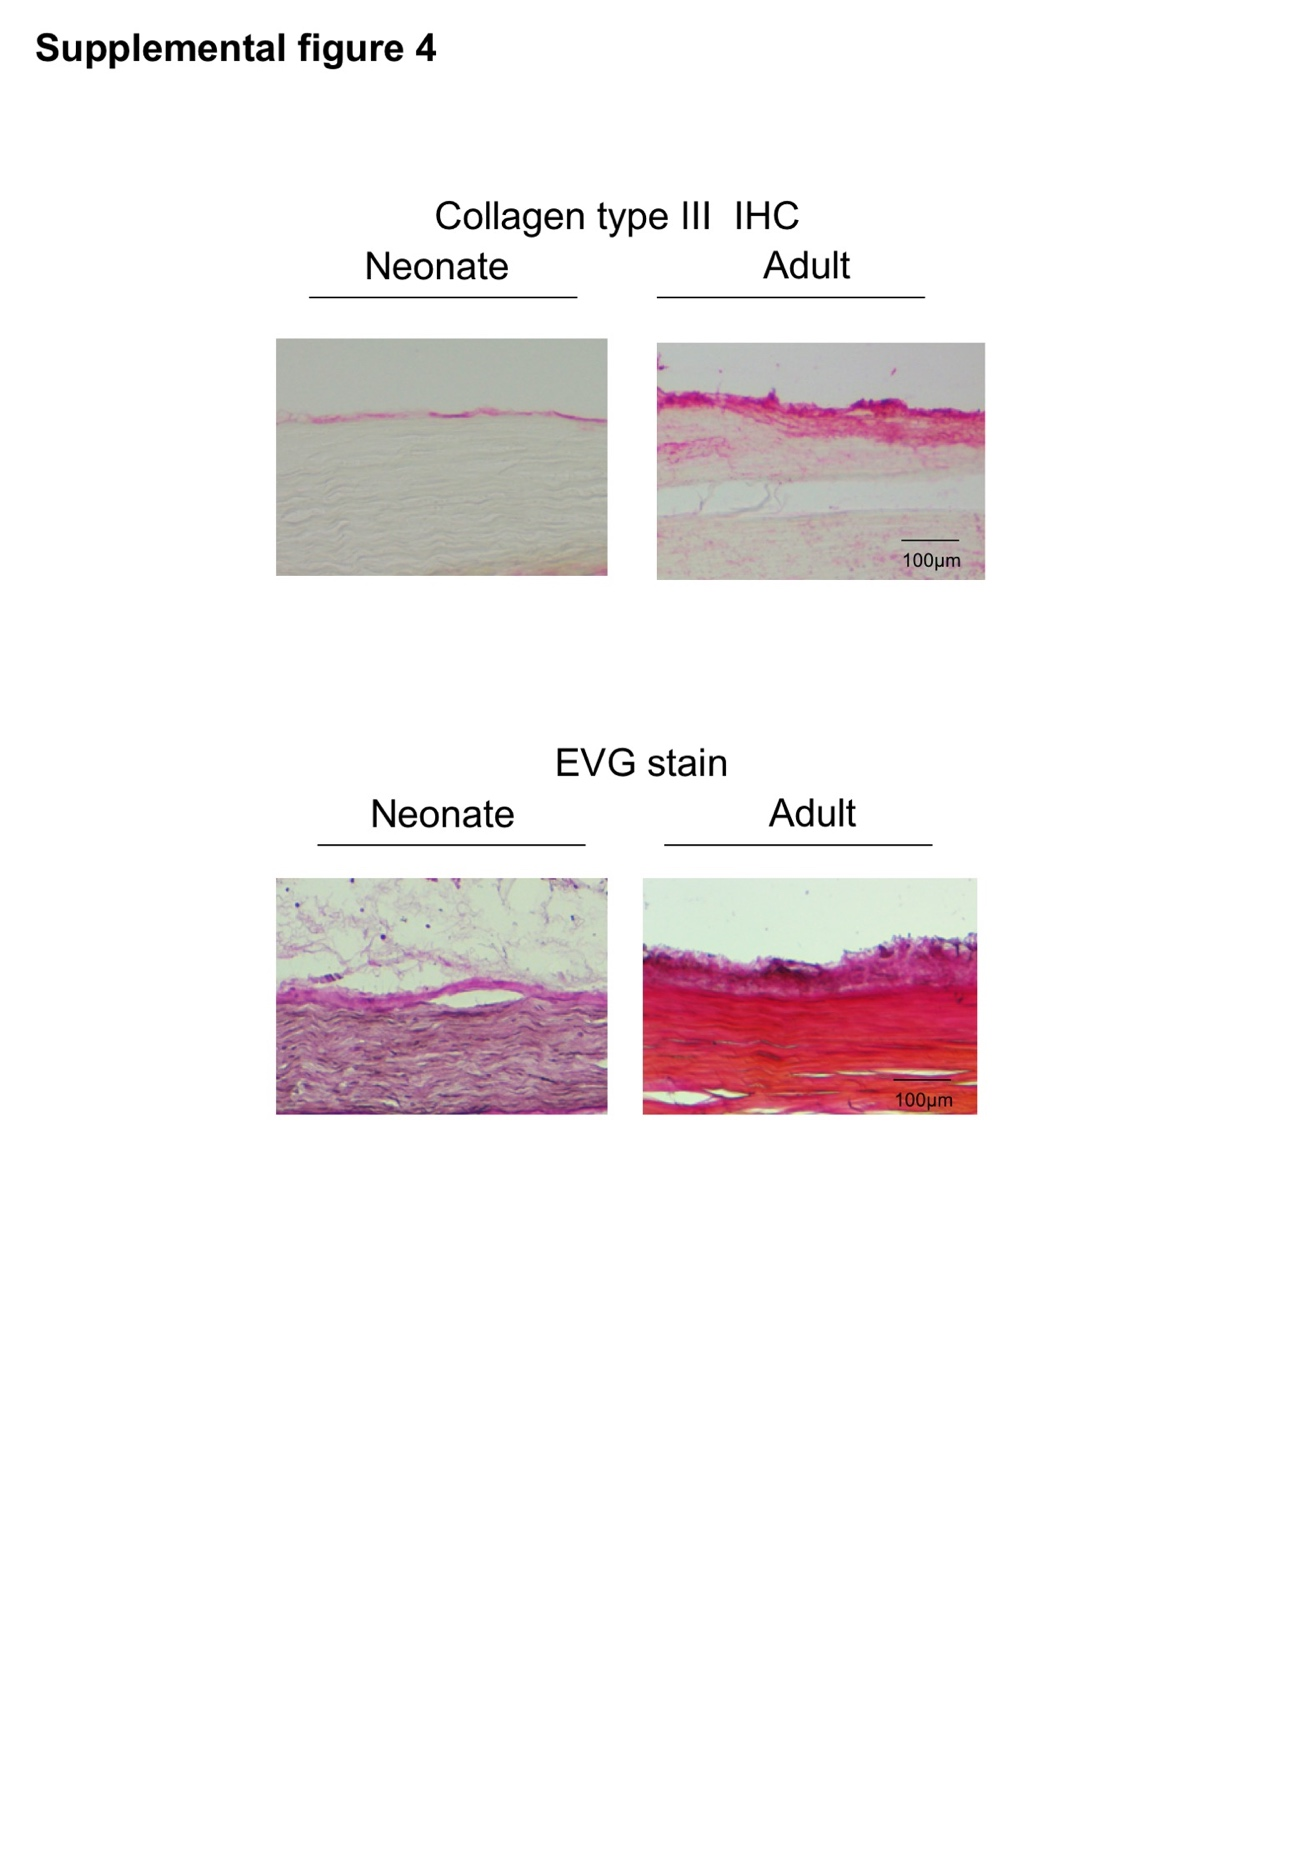 Supplemental figure 4
Collagen type III  IHC
Neonate
Adult
100μm
EVG stain
Neonate
Adult
100μm